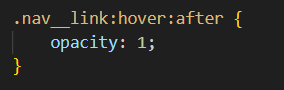 .nav__link:hover:after {
    opacity: 1;
}